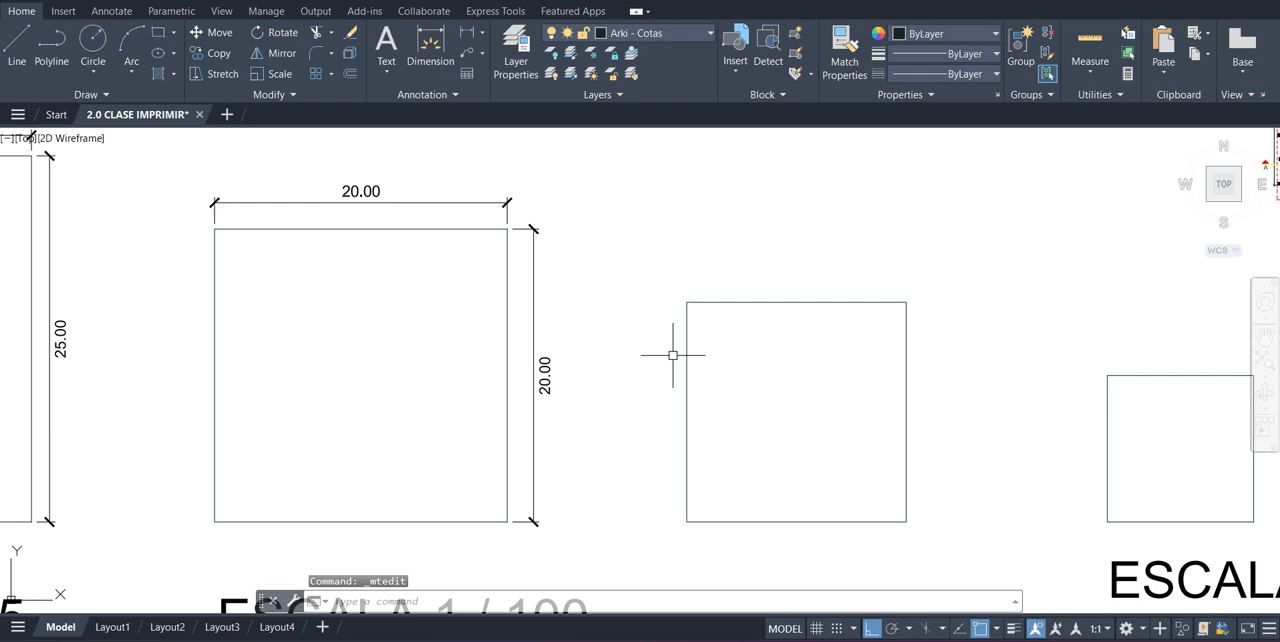 Home Insert Annotate Parametric View Manage Output Add-ins Collaborate Express Tools Featured Apps
Line Polyline Circle Arc Move Copy Stretch Rotate Mirror Scale Text Dimension Layer Properties Arki - Cotas Insert Detect Match Properties ByLayer ByLayer ByLayer Group Measure Paste Base
Draw Modify Annotation Layers Block Properties Groups Utilities Clipboard View
Start 2.0 CLASE IMPRIMIR*
[−][Top][2D Wireframe]
N
W TOP E
S
WCS
20.00
25.00
20.00
A
Y
X
5
ESCALA 1 / 100
ESCALA
Command: _mtedit
Type a command
Model Layout1 Layout2 Layout3 Layout4 MODEL 1:1